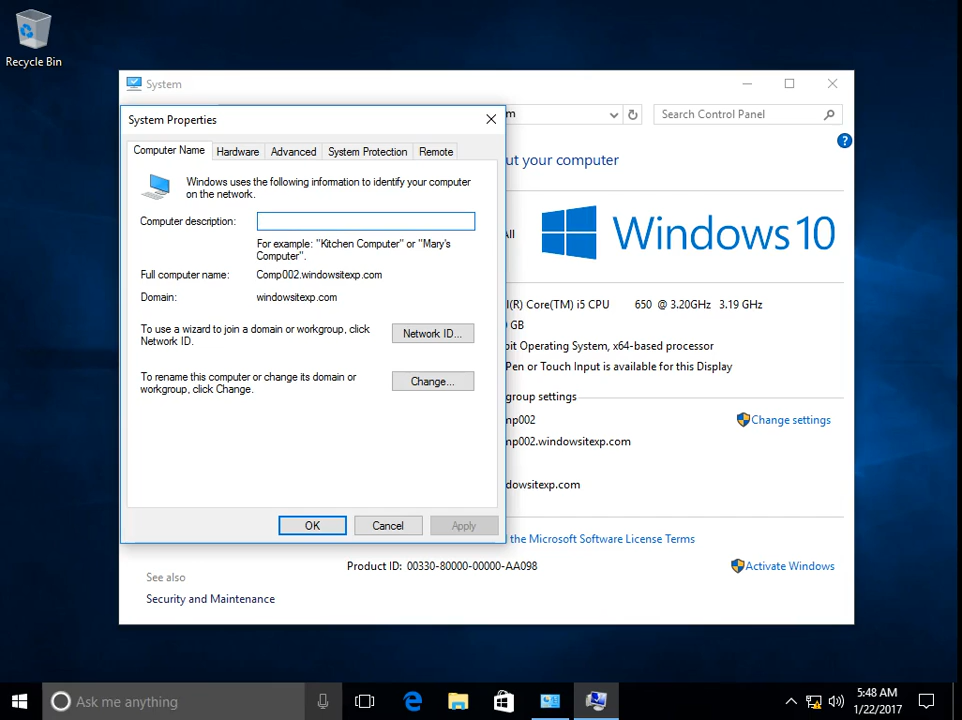 Recycle Bin
System
m
Search Control Panel
?
ut your computer
All
Windows 10
l(R) Core(TM) i5 CPU 650 @ 3.20GHz 3.19 GHz
GB
bit Operating System, x64-based processor
Pen or Touch Input is available for this Display
group settings
mp002
Change settings
mp002.windowsitexp.com
dowsitexp.com
the Microsoft Software License Terms
Product ID: 00330-80000-00000-AA098
Activate Windows
See also
Security and Maintenance
System Properties
Computer Name Hardware Advanced System Protection Remote
Windows uses the following information to identify your computer
on the network.
Computer description:
For example: "Kitchen Computer" or "Mary's
Computer".
Full computer name: Comp002.windowsitexp.com
Domain: windowsitexp.com
To use a wizard to join a domain or workgroup, click
Network ID.
Network ID...
To rename this computer or change its domain or
workgroup, click Change.
Change...
OK Cancel Apply
Ask me anything
5:48 AM
1/22/2017